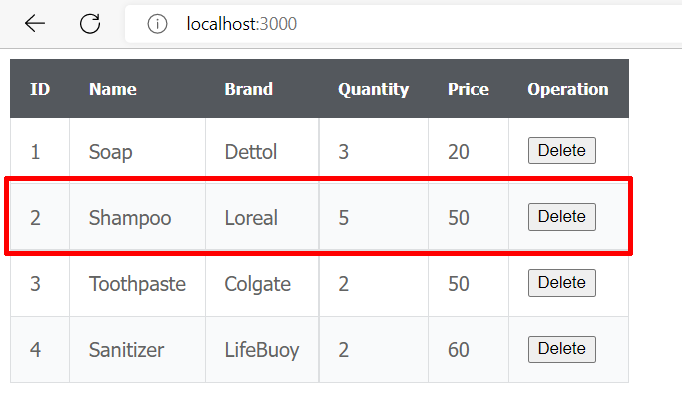 localhost:3000
ID Name Brand Quantity Price Operation
1 Soap Dettol 3 20 Delete
2 Shampoo Loreal 5 50 Delete
3 Toothpaste Colgate 2 50 Delete
4 Sanitizer LifeBuoy 2 60 Delete